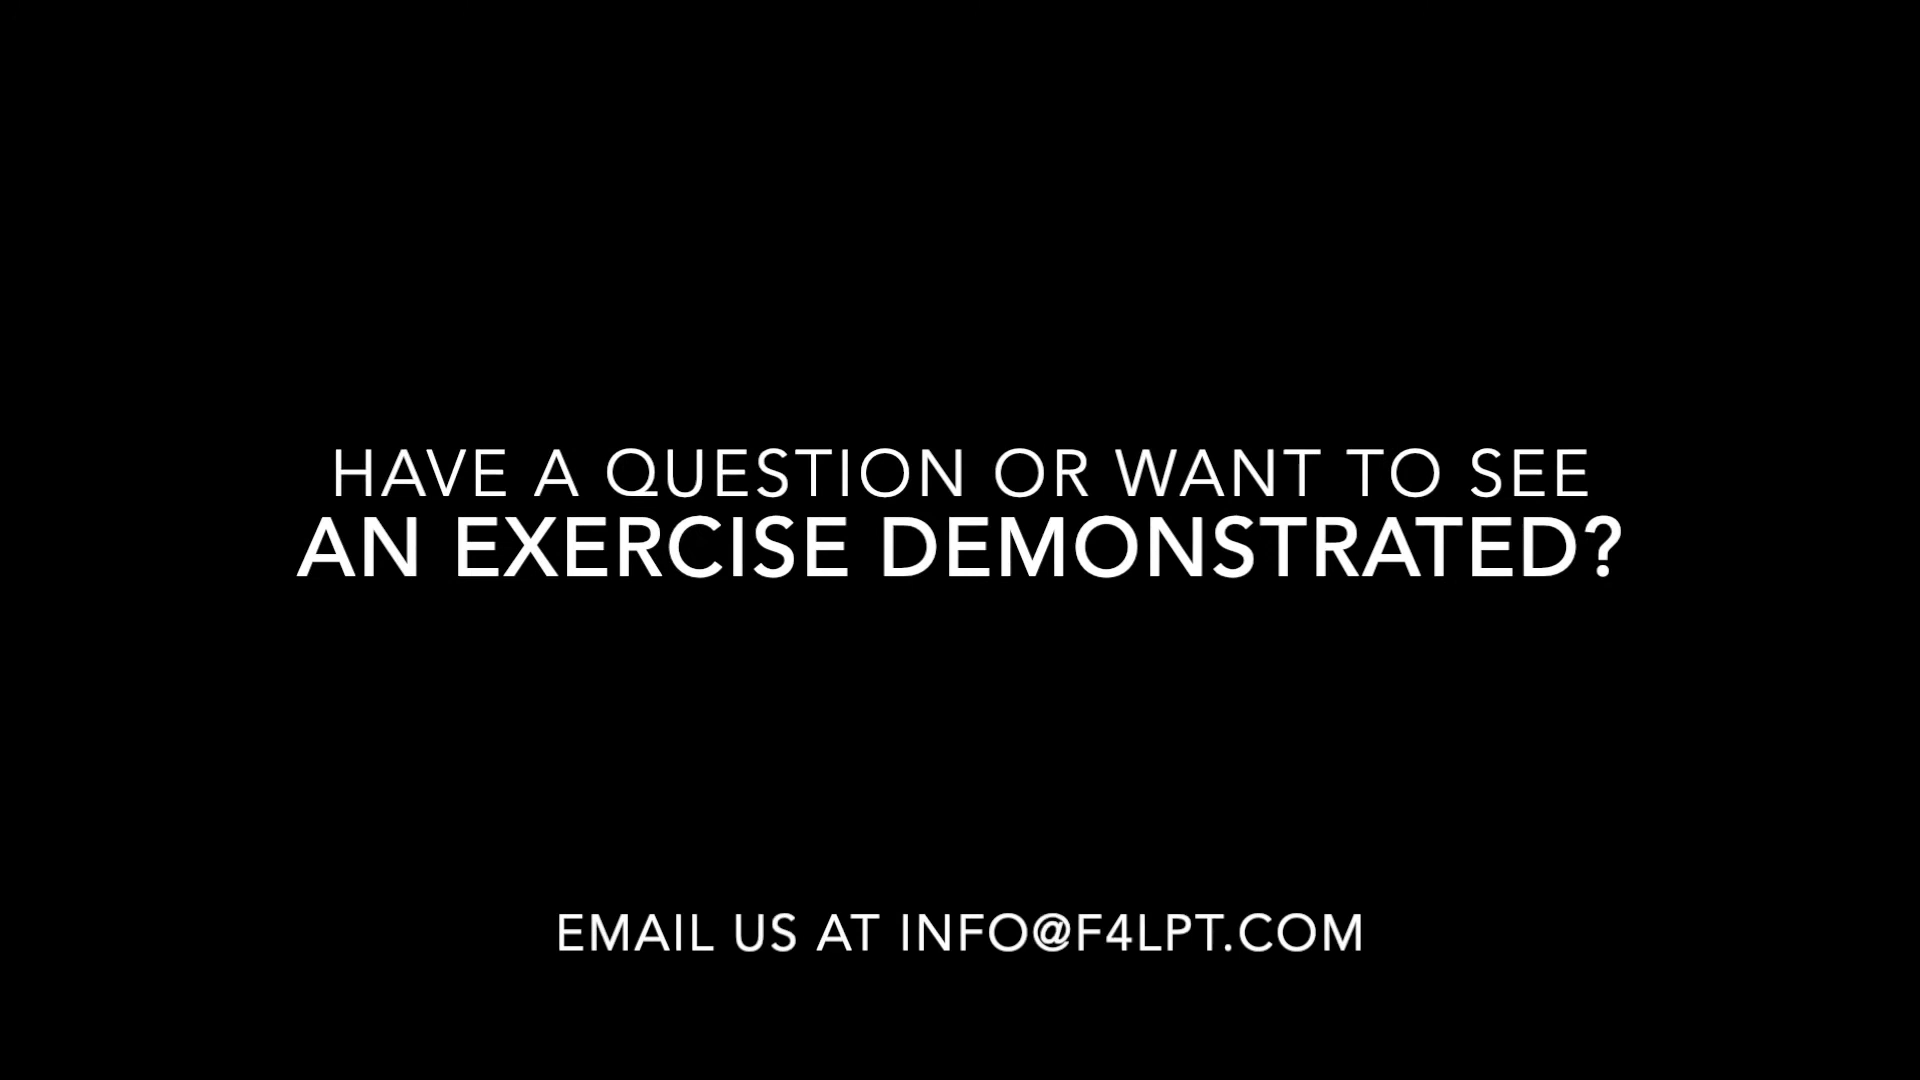 HAVE A QUESTION OR WANT TO SEE
AN EXERCISE DEMONSTRATED?
EMAIL US AT INFO@F4LPT.COM